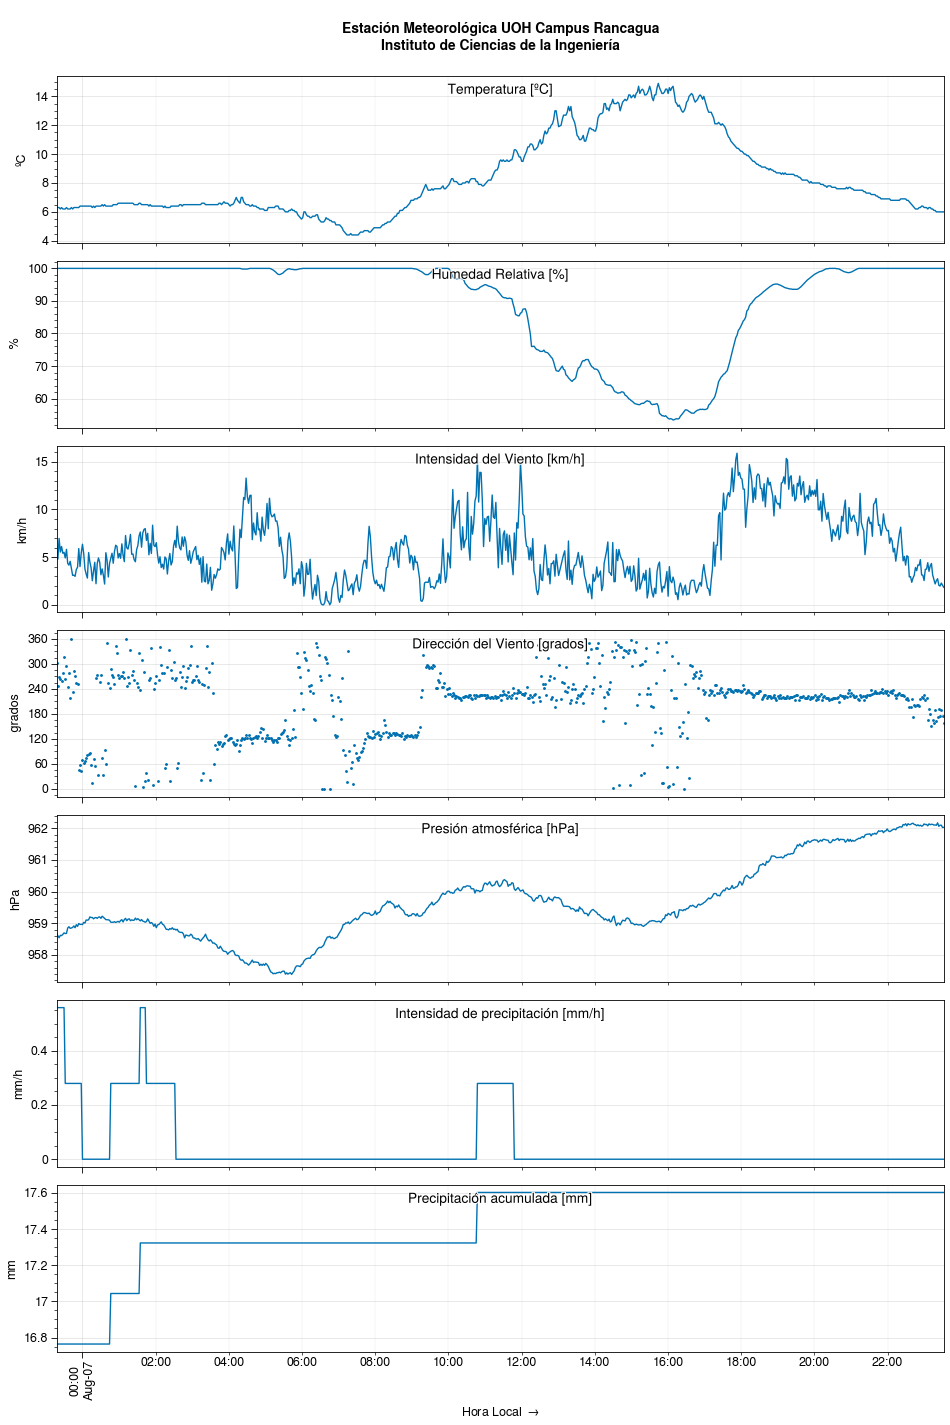 Estación Meteorológica UOH Campus Rancagua
Instituto de Ciencias de la Ingeniería
Temperatura [ºC]
ºC
14
12
10
8
6
4
Humedad Relativa [%]
%
100
90
80
70
60
Intensidad del Viento [km/h]
km/h
15
10
5
0
Dirección del Viento [grados]
grados
360
300
240
180
120
60
0
Presión atmosférica [hPa]
hPa
962
961
960
959
958
Intensidad de precipitación [mm/h]
mm/h
0.4
0.2
0
Precipitación acumulada [mm]
mm
17.6
17.4
17.2
17
16.8
00:00
Aug-07
02:00
04:00
06:00
08:00
10:00
12:00
14:00
16:00
18:00
20:00
22:00
Hora Local →